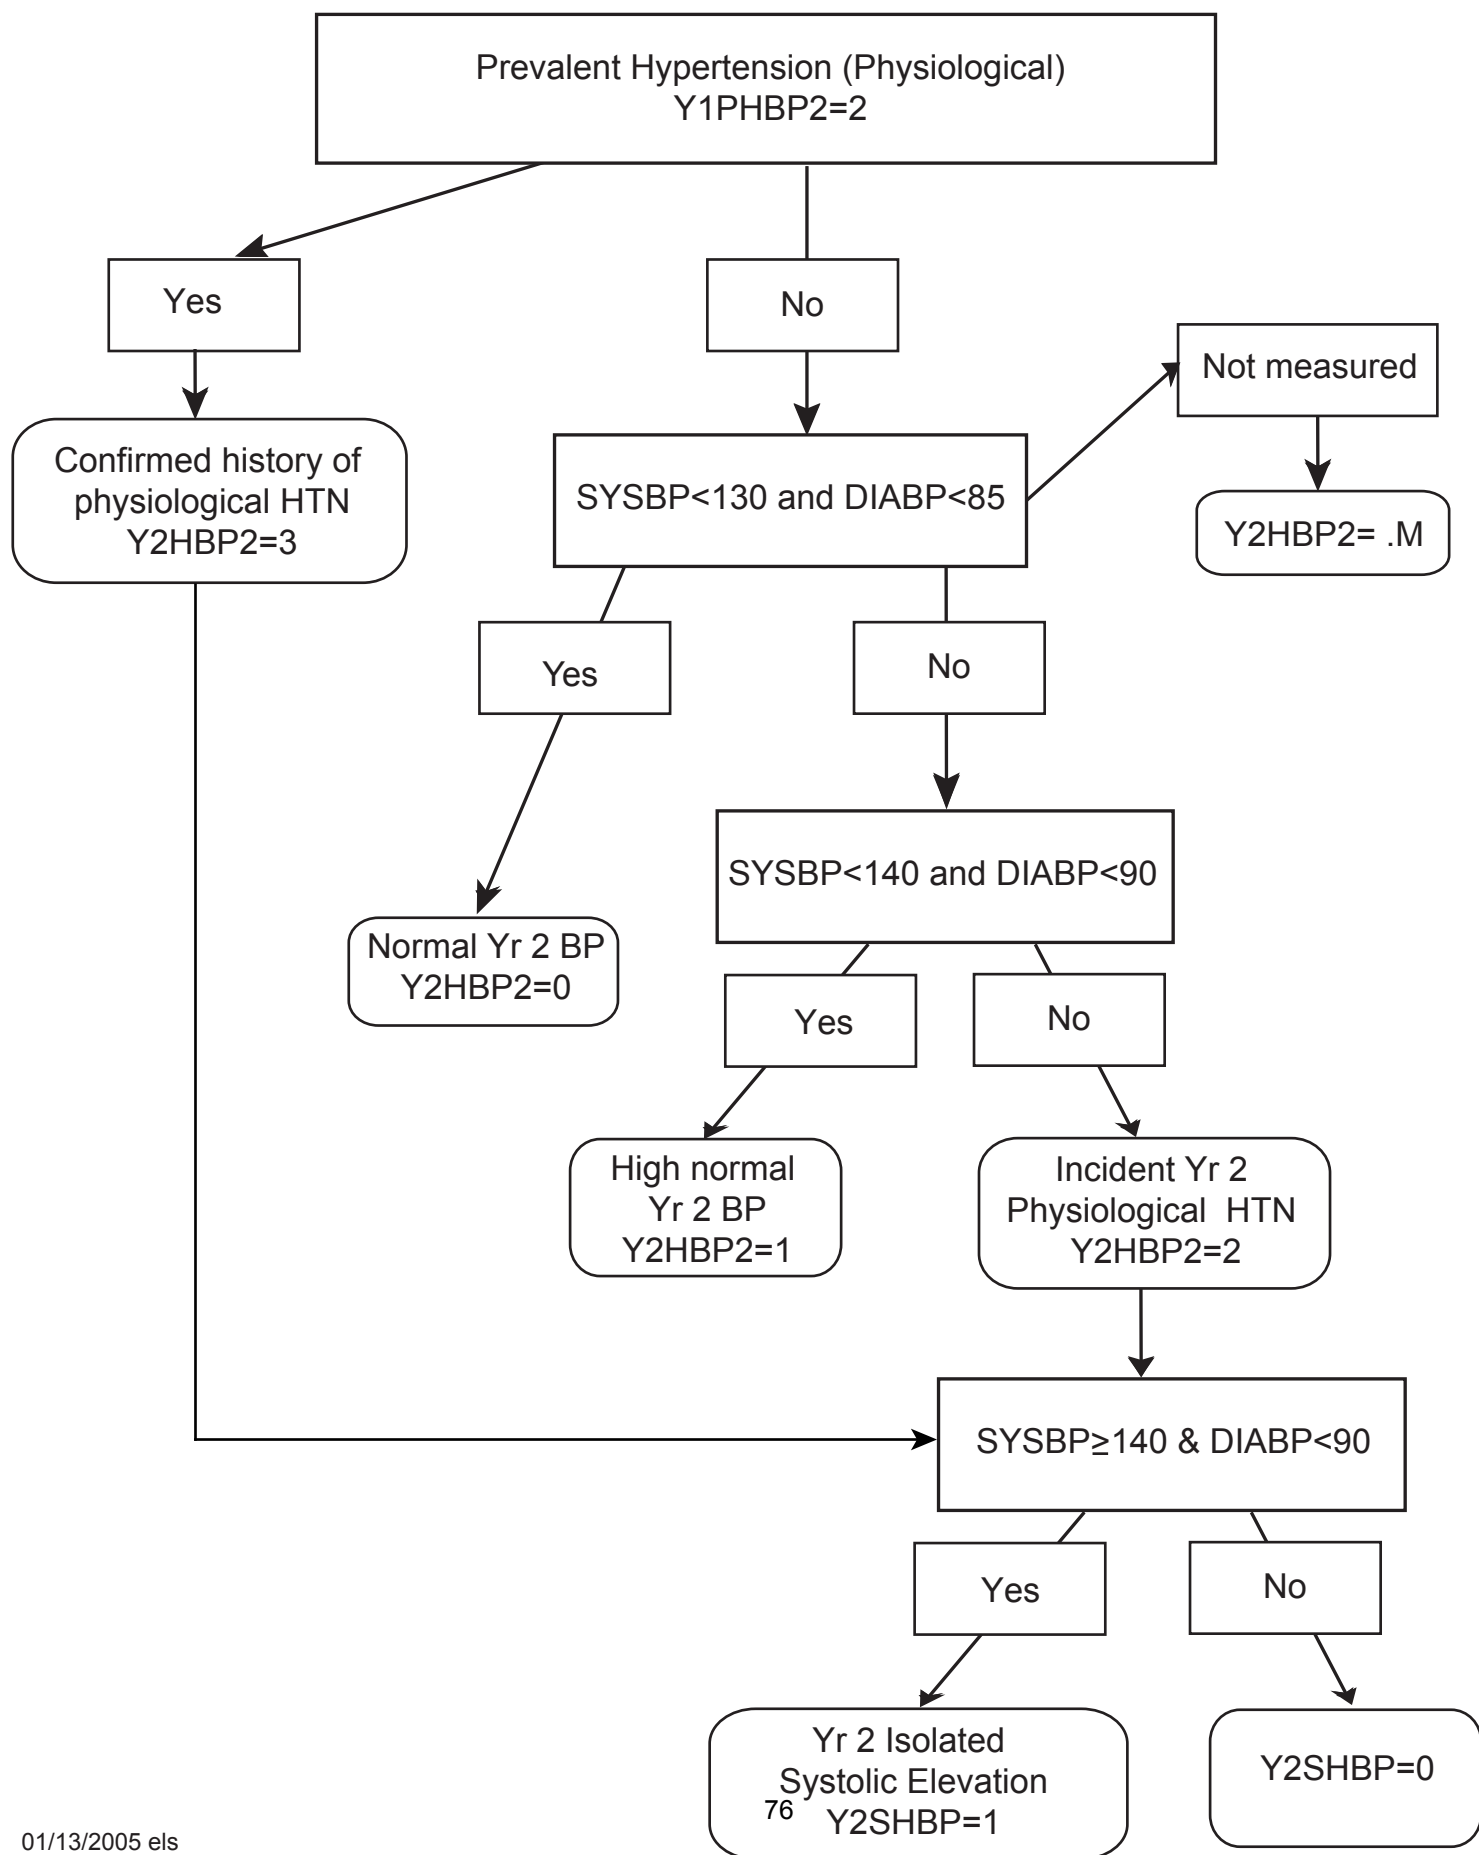 Prevalent Hypertension (Physiological)
Y1PHBP2=2
Yes
No
Not measured
Confirmed history of
physiological HTN
Y2HBP2=3
SYSBP<130 and DIABP<85
Y2HBP2= .M
Yes
No
SYSBP<140 and DIABP<90
Normal Yr 2 BP
Y2HBP2=0
Yes
No
High normal
Yr 2 BP
Y2HBP2=1
Incident Yr 2
Physiological  HTN
Y2HBP2=2
SYSBP≥140 & DIABP<90
Yes
No
Yr 2 Isolated
Systolic Elevation
Y2SHBP=1
Y2SHBP=0
76
01/13/2005 els